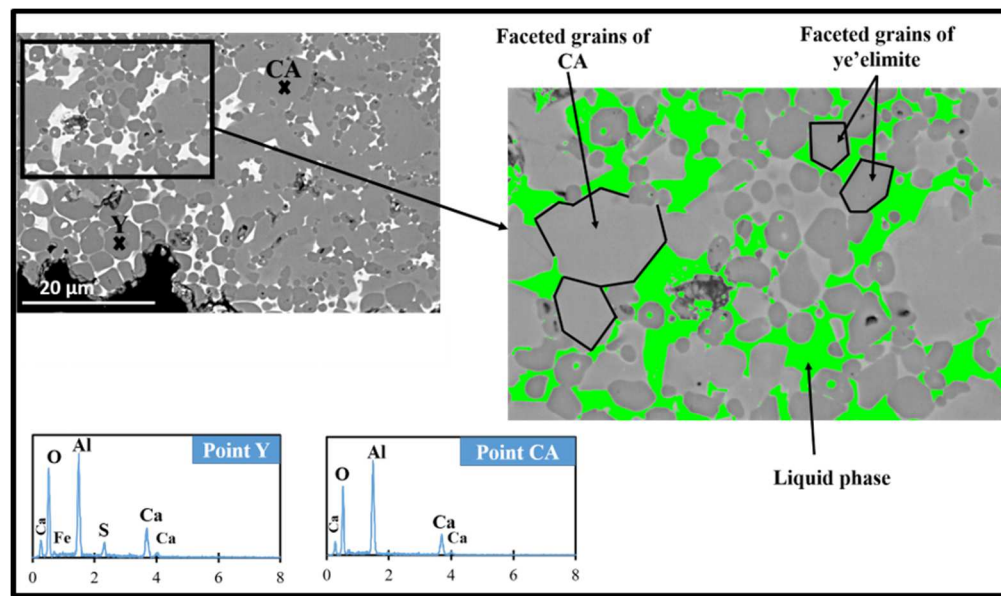 Faceted grains of
CA
Faceted grains of
ye'elimite
CA
Y
20 µm
Liquid phase
Point Y
O
Al
Ca
Fe
S
Ca
Ca
0 2 4 6 8
Point CA
O
Al
Ca
Ca
Ca
0 2 4 6 8